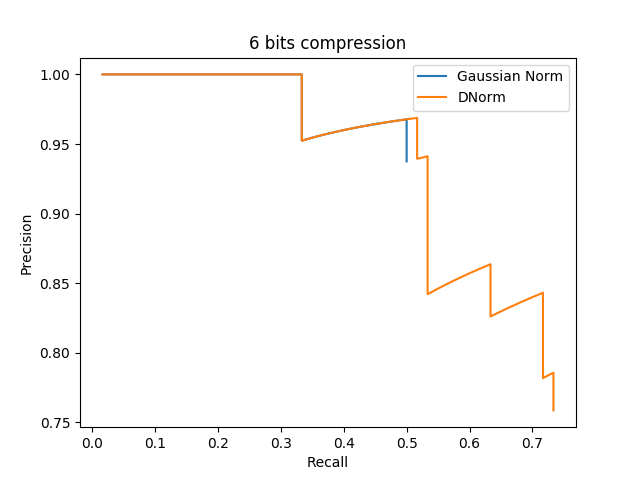 6 bits compression
Gaussian Norm
DNorm
Precision
1.00
0.95
0.90
0.85
0.80
0.75
0.0 0.1 0.2 0.3 0.4 0.5 0.6 0.7
Recall